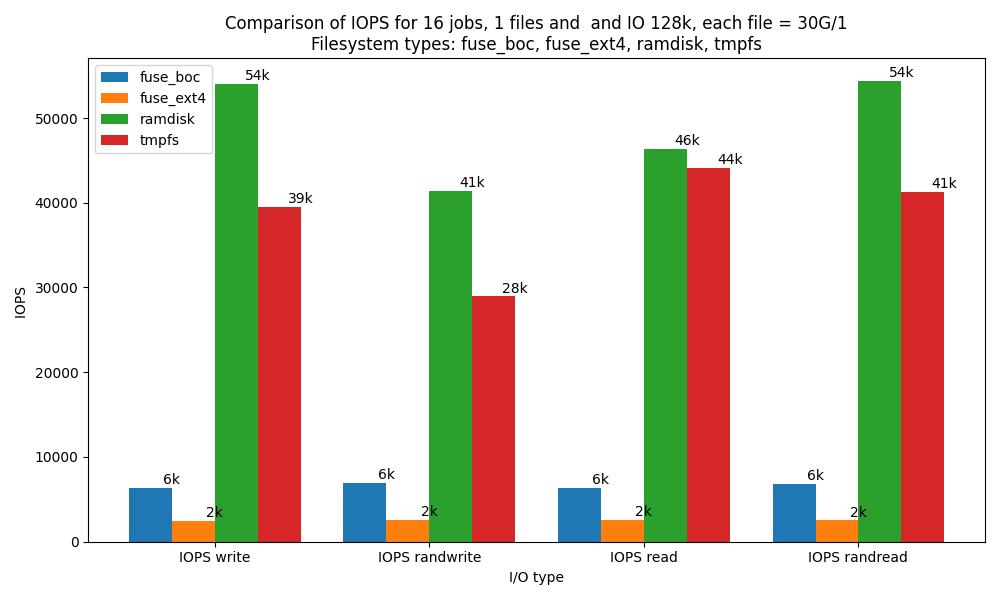 Comparison of IOPS for 16 jobs, 1 files and  and IO 128k, each file = 30G/1
Filesystem types: fuse_boc, fuse_ext4, ramdisk, tmpfs
fuse_boc
fuse_ext4
ramdisk
tmpfs
IOPS
50000
40000
30000
20000
10000
0
6k
2k
54k
39k
6k
2k
41k
28k
6k
2k
46k
44k
6k
2k
54k
41k
IOPS write
IOPS randwrite
IOPS read
IOPS randread
I/O type